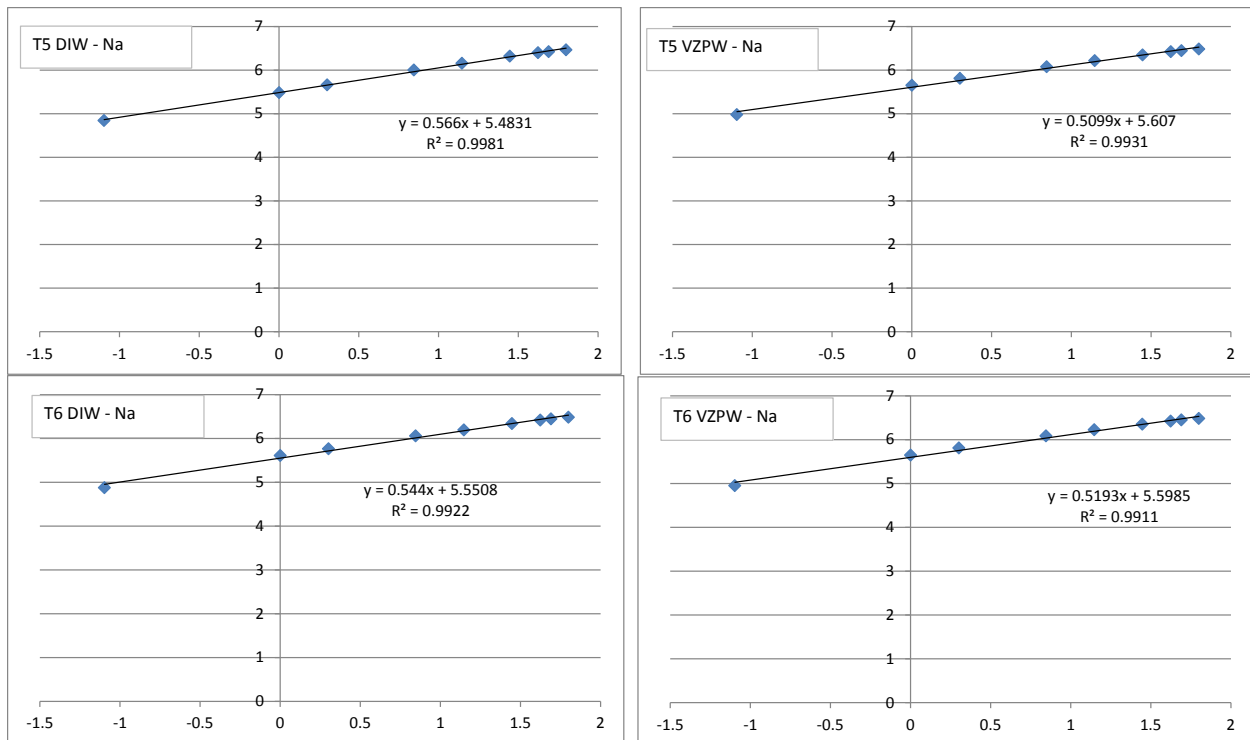 T5 DIW - Na
7
6
5
4
3
2
1
0
-1.5 -1 -0.5 0 0.5 1 1.5 2
y = 0.566x + 5.4831
R² = 0.9981
T5 VZPW - Na
7
6
5
4
3
2
1
0
-1.5 -1 -0.5 0 0.5 1 1.5 2
y = 0.5099x + 5.607
R² = 0.9931
T6 DIW - Na
7
6
5
4
3
2
1
0
-1.5 -1 -0.5 0 0.5 1 1.5 2
y = 0.544x + 5.5508
R² = 0.9922
T6 VZPW - Na
7
6
5
4
3
2
1
0
-1.5 -1 -0.5 0 0.5 1 1.5 2
y = 0.5193x + 5.5985
R² = 0.9911